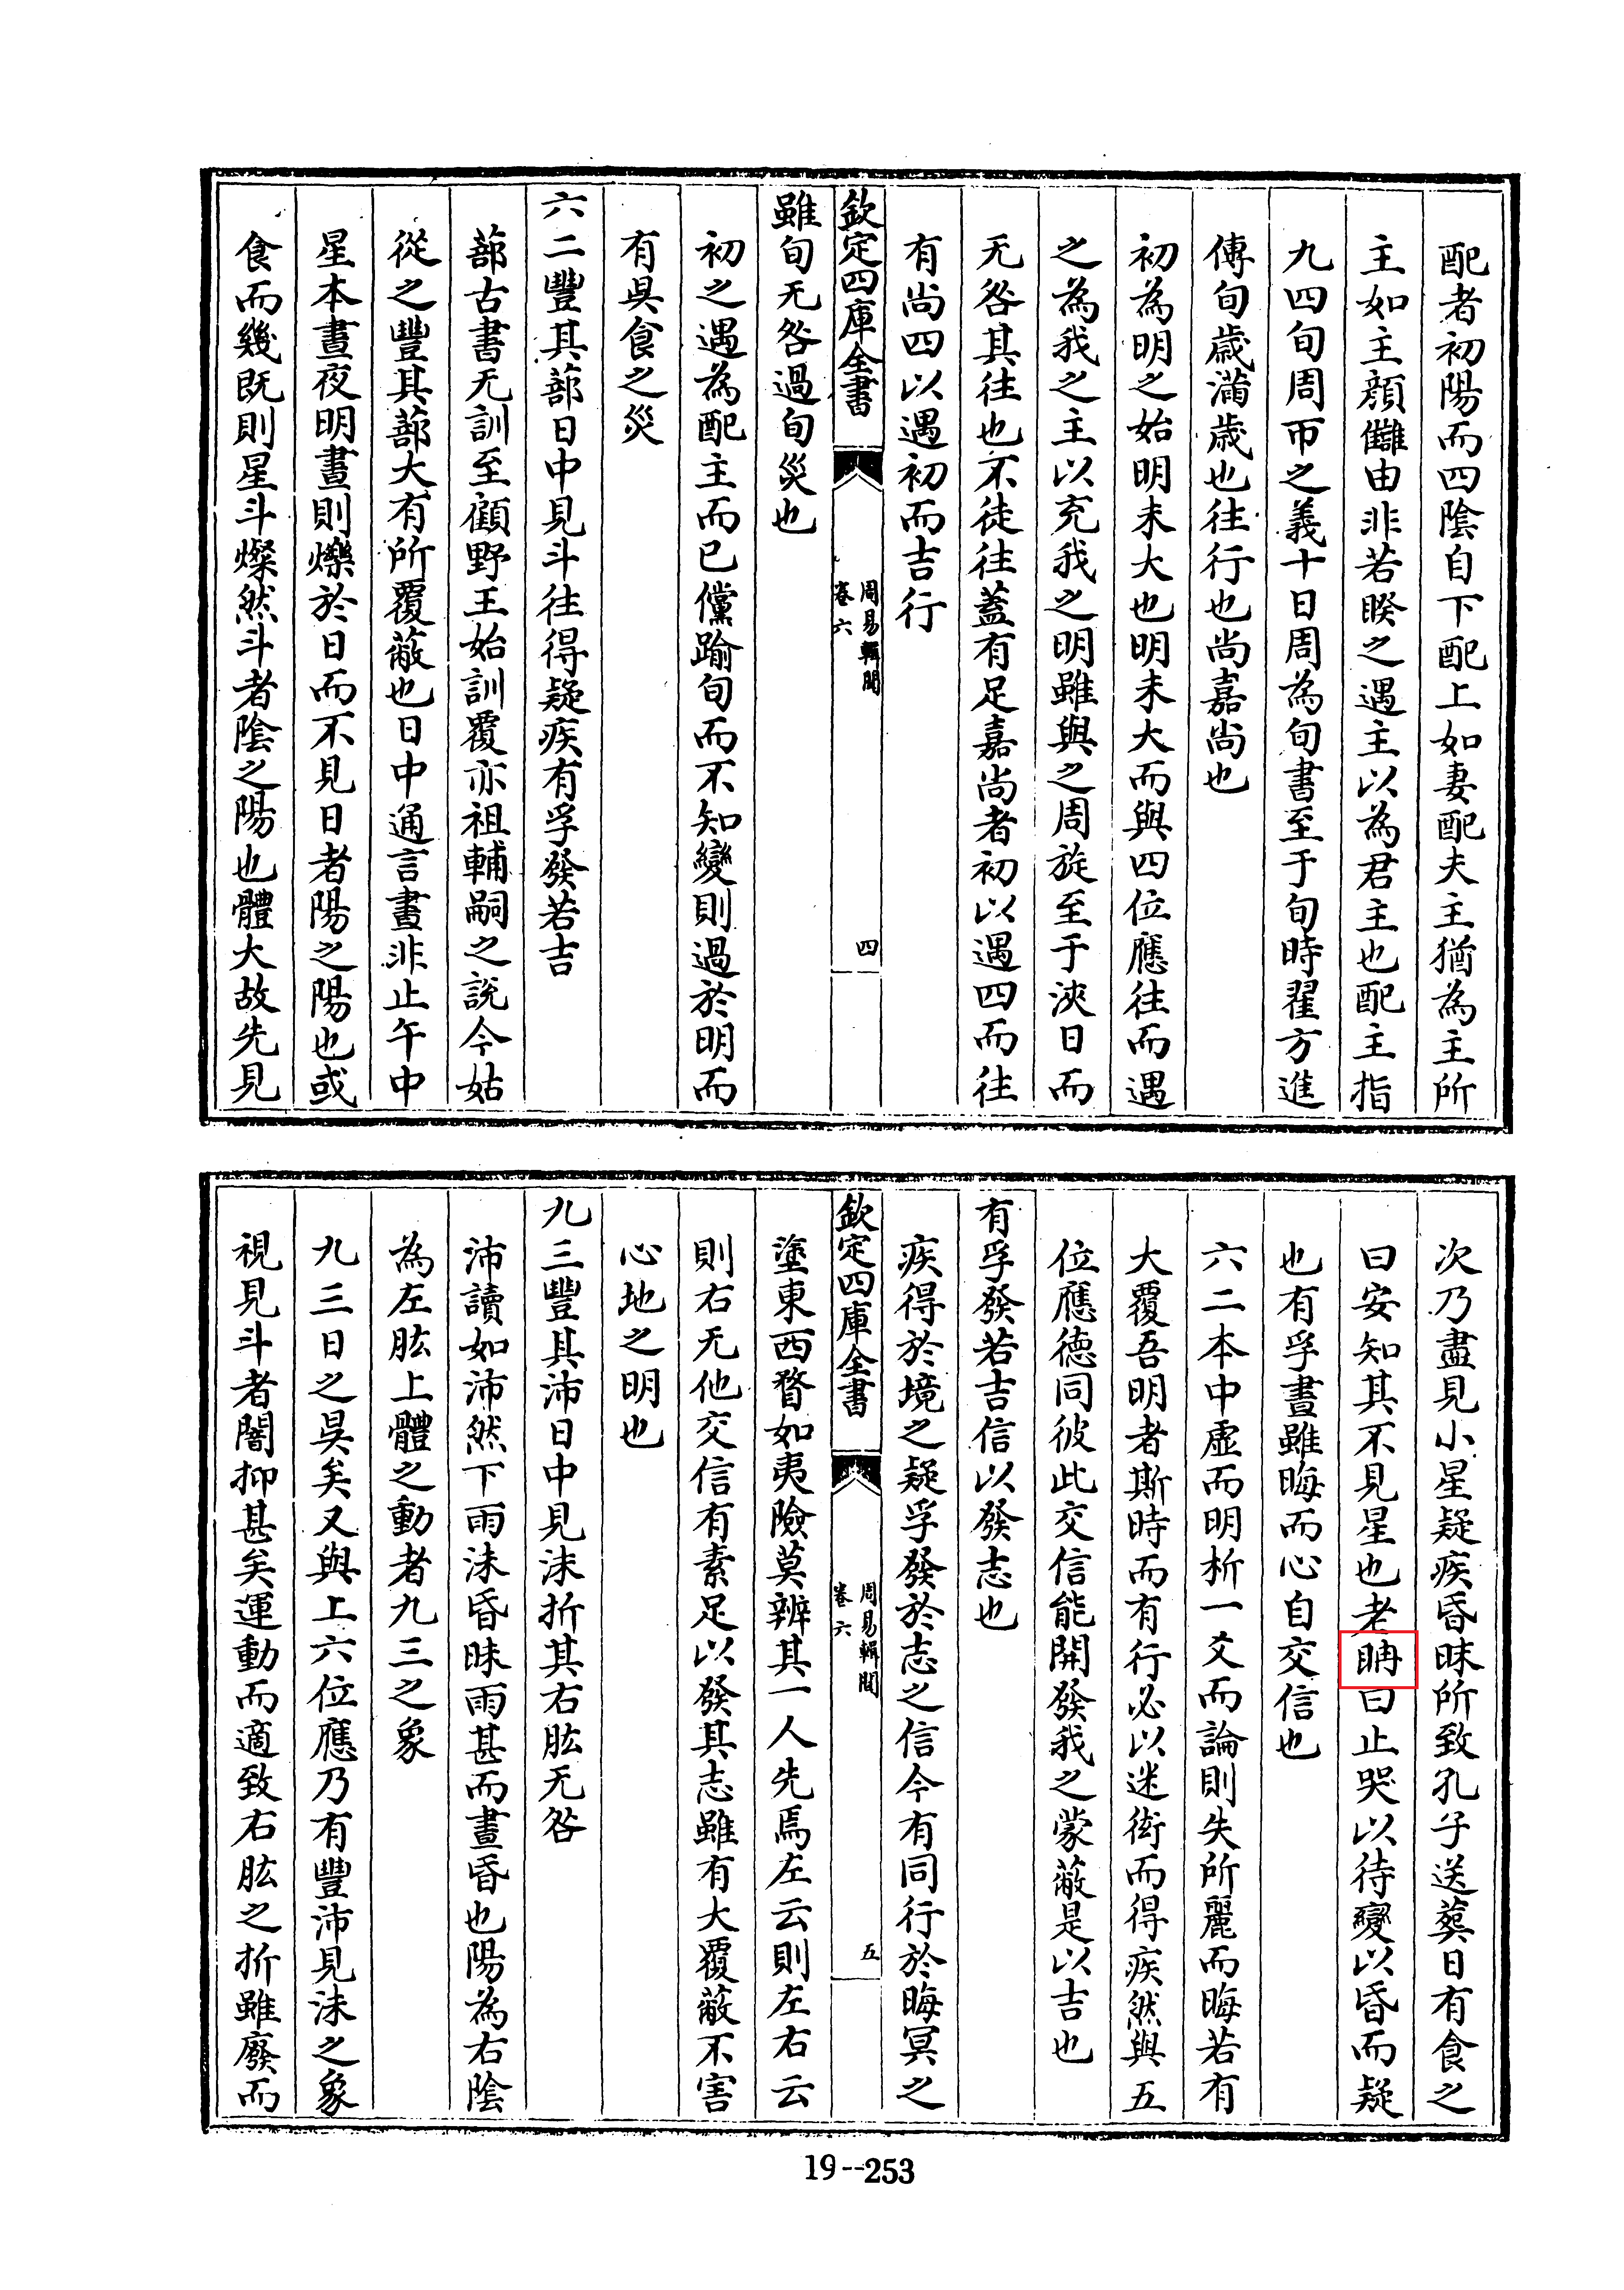 配者初陽而四陰自下配上如妻配夫主猶為主所
主如主顔讎由非若睽之遇主以為君主也配主指
九四旬周帀之義十日周為旬書至于旬時翟方進
傳旬歲滿歲也往行也尚嘉尚也
初為明之始明未大也明未大而與四位應往而遇
之為我之主以充我之明雖與之周旋至于浹日而
无咎其往也不徒往蓋有足嘉尚者初以遇四而往
有尚四以遇初而吉行
欽定四庫全書
周易輯聞
卷六
四
雖旬无咎過旬災也
初之遇為配主而已儻踰旬而不知變則過於明而
有具食之災
六二豐其蔀日中見斗往得疑疾有孚發若吉
蔀古書无訓至顧野王始訓覆亦祖輔嗣之說今姑
從之豐其蔀大有所覆蔽也日中通言晝非止午中
星本晝夜明晝則爍於日而不見日者陽之陽也或
食而幾既則星斗燦然斗者陰之陽也體大故先見
次乃盡見小星疑疾昏昧所致孔子送葬日有食之
曰安知其不見星也老聃曰止哭以待變以昏而疑
也有孚晝雖晦而心自交信也
六二本中虛而明析一爻而論則失所麗而晦若有
大覆吾明者斯時而有行必以迷衒而得疾然與五
位應德同彼此交信能開發我之蒙蔽是以吉也
有孚發若吉信以發志也
疾得於境之疑孚發於志之信今有同行於晦冥之
欽定四庫全書
周易輯聞
卷六
五
塗東西瞀如夷險莫辨其一人先焉左云則左右云
則右无他交信有素足以發其志雖有大覆蔽不害
心地之明也
九三豐其沛日中見沬折其右肱无咎
沛讀如沛然下雨沬昏昧雨甚而晝昏也陽為右陰
為左肱上體之動者九三之象
九三日之昃矣又與上六位應乃有豐沛見沬之象
視見斗者闇抑甚矣運動而適致右肱之折雖廢而
19--253